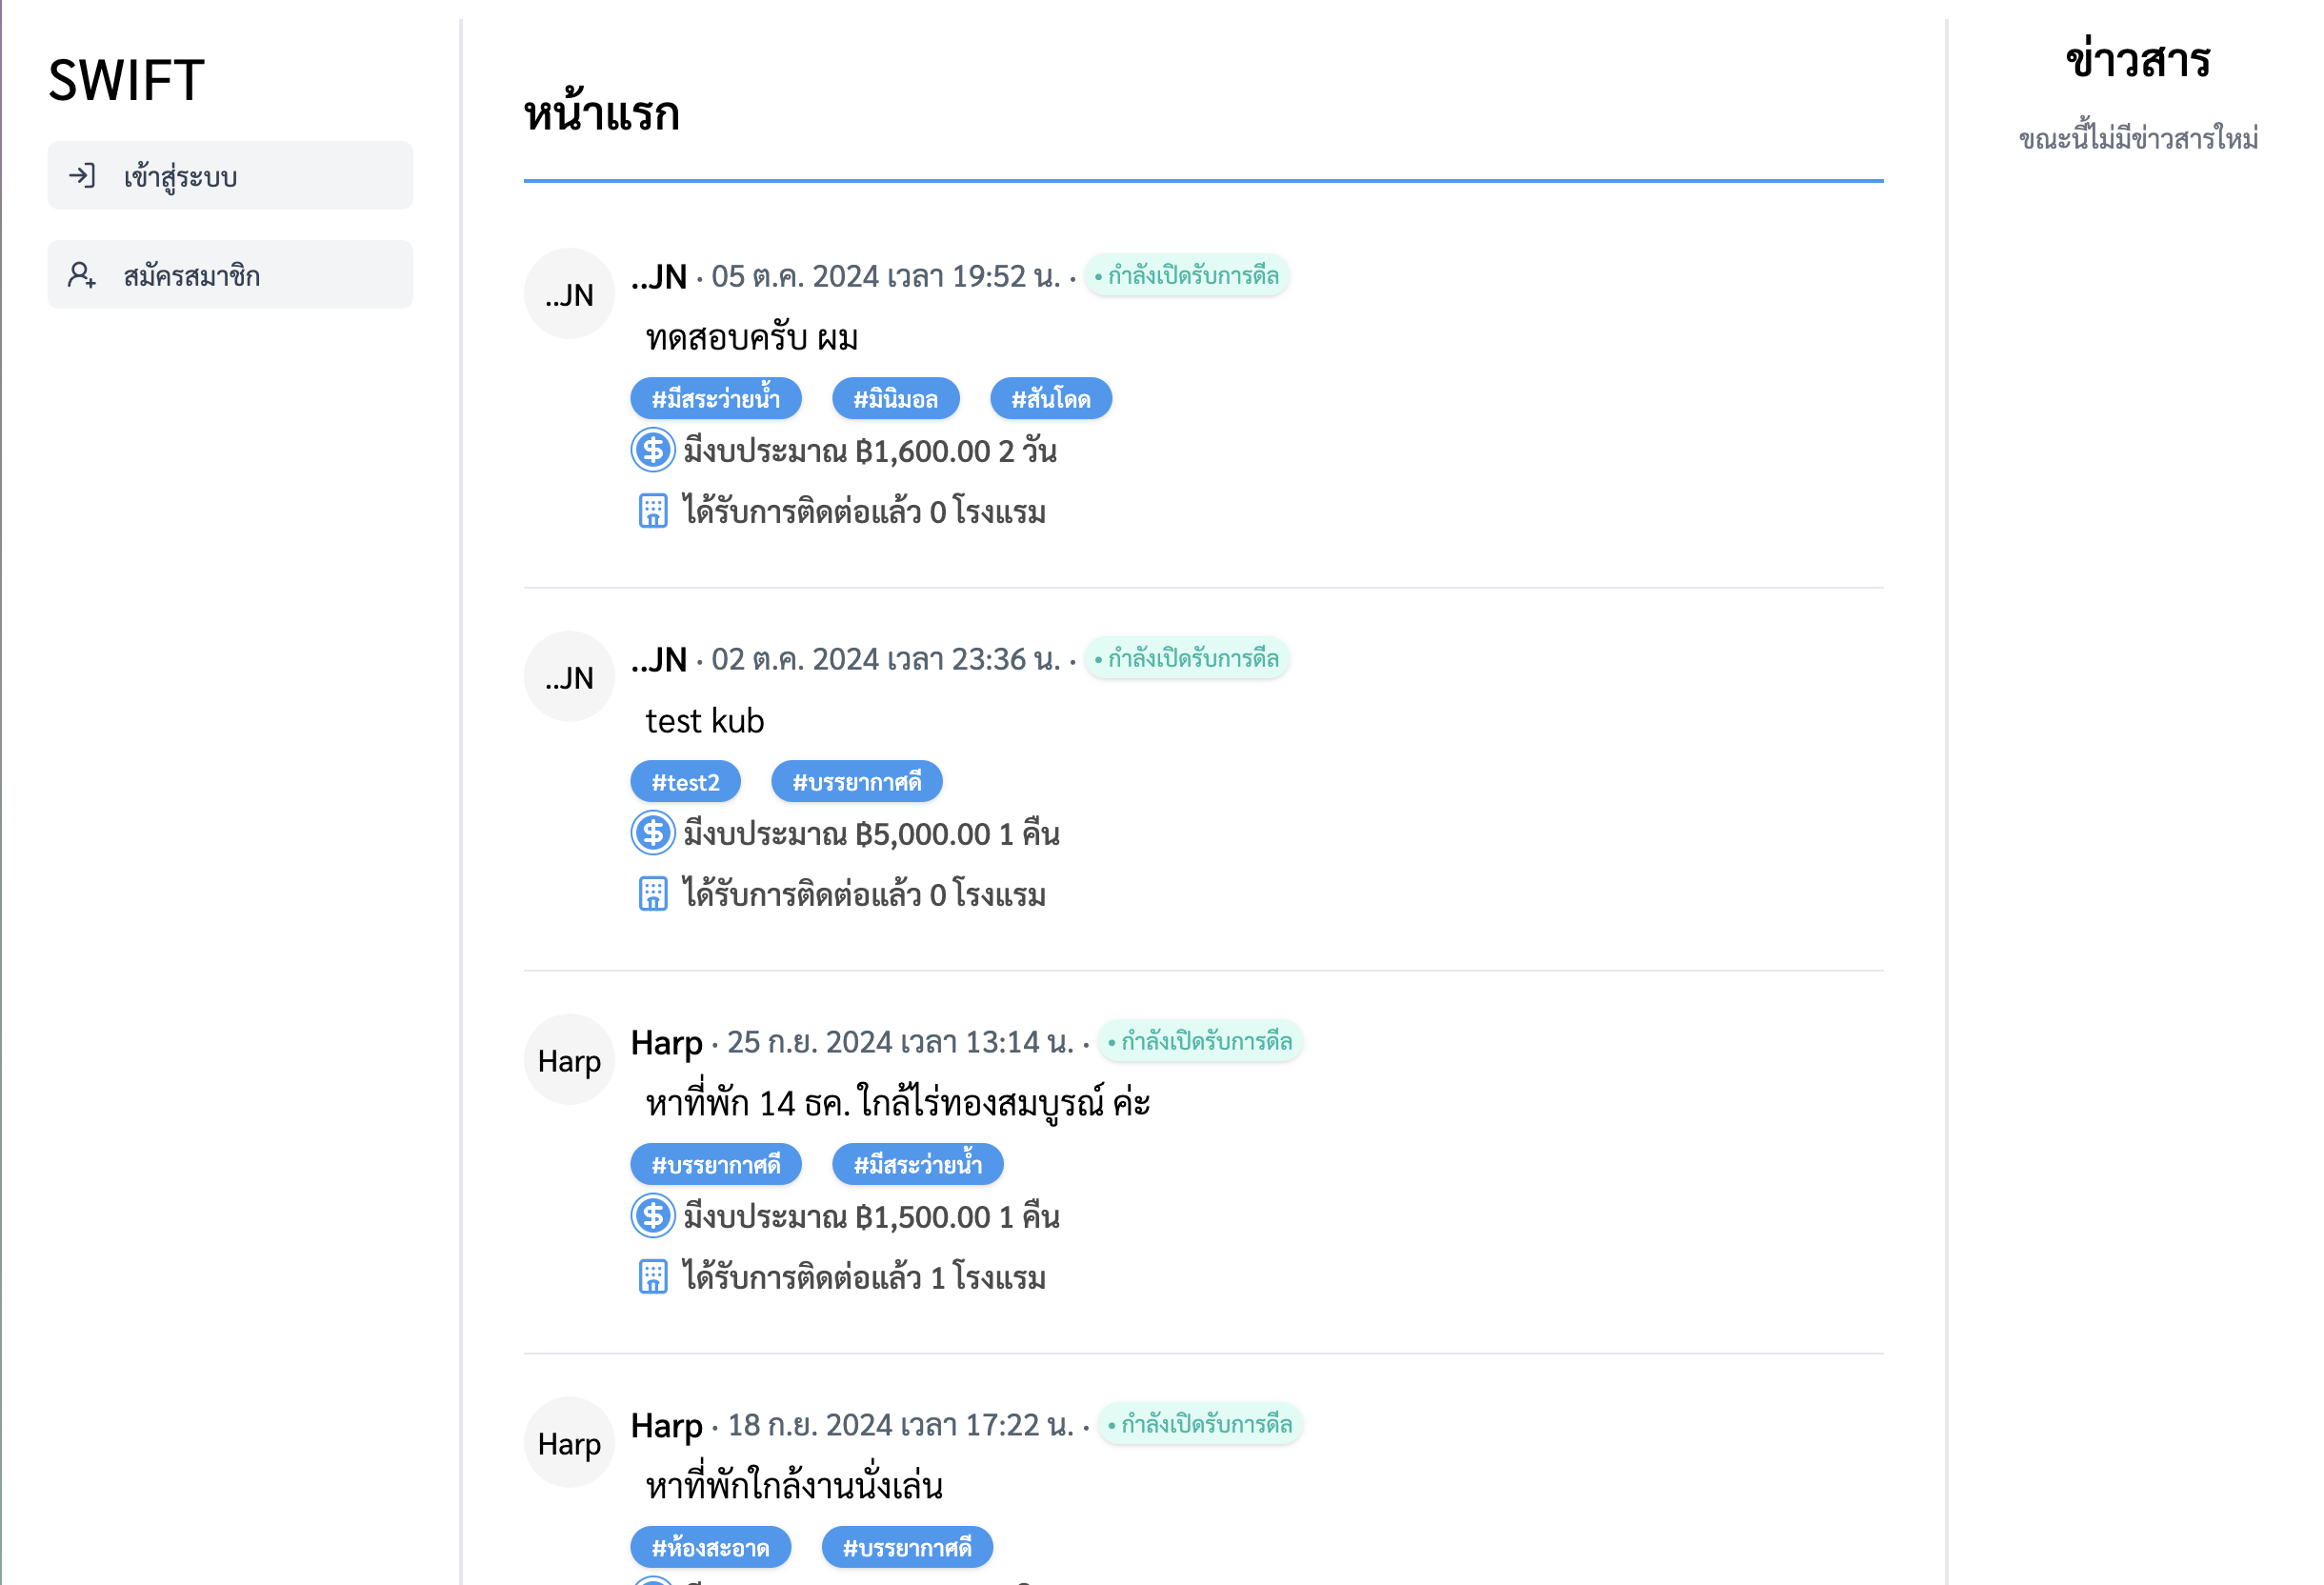 SWIFT
เข้าสู่ระบบ
สมัครสมาชิก
หน้าแรก
..JN
..JN · 05 ต.ค. 2024 เวลา 19:52 น. · • กำลังเปิดรับการดีล
ทดสอบครับ ผม
#มีสระว่ายน้ำ #มินิมอล #สันโดด
มีงบประมาณ ฿1,600.00 2 วัน
ได้รับการติดต่อแล้ว 0 โรงแรม
..JN
..JN · 02 ต.ค. 2024 เวลา 23:36 น. · • กำลังเปิดรับการดีล
test kub
#test2 #บรรยากาศดี
มีงบประมาณ ฿5,000.00 1 คืน
ได้รับการติดต่อแล้ว 0 โรงแรม
Harp
Harp · 25 ก.ย. 2024 เวลา 13:14 น. · • กำลังเปิดรับการดีล
หาที่พัก 14 ธค. ใกล้ไร่ทองสมบูรณ์ ค่ะ
#บรรยากาศดี #มีสระว่ายน้ำ
มีงบประมาณ ฿1,500.00 1 คืน
ได้รับการติดต่อแล้ว 1 โรงแรม
Harp
Harp · 18 ก.ย. 2024 เวลา 17:22 น. · • กำลังเปิดรับการดีล
หาที่พักใกล้งานนั่งเล่น
#ห้องสะอาด #บรรยากาศดี
ข่าวสาร
ขณะนี้ไม่มีข่าวสารใหม่